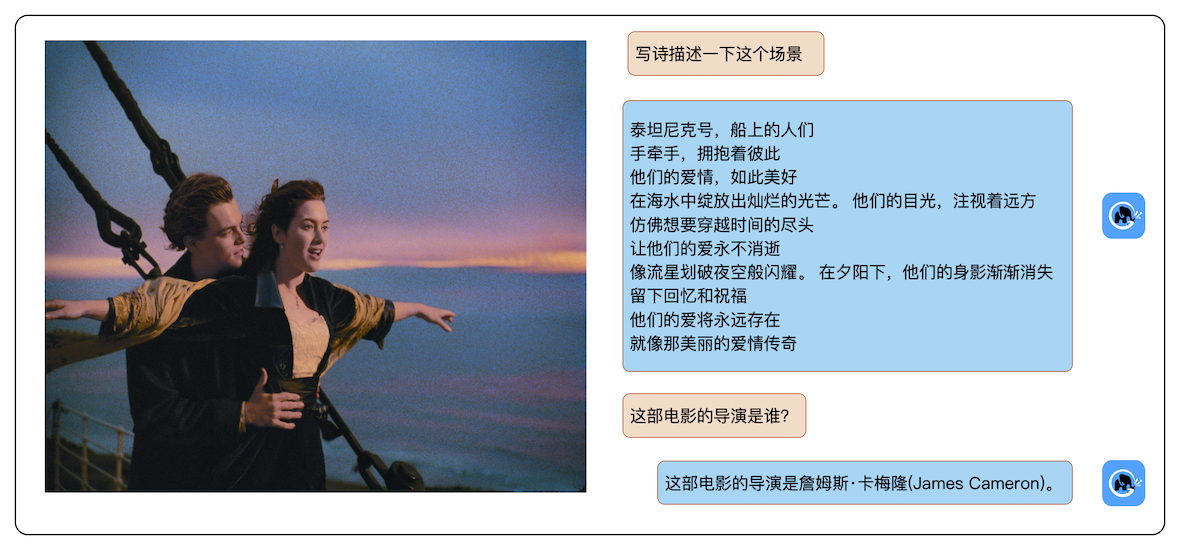 写诗描述一下这个场景
泰坦尼克号，船上的人们
手牵手，拥抱着彼此
他们的爱情，如此美好
在海水中绽放出灿烂的光芒。 他们的目光，注视着远方
仿佛想要穿越时间的尽头
让他们的爱永不消逝
像流星划破夜空般闪耀。 在夕阳下，他们的身影渐渐消失
留下回忆和祝福
他们的爱将永远存在
就像那美丽的爱情传奇
这部电影的导演是谁？
这部电影的导演是詹姆斯·卡梅隆(James Cameron)。